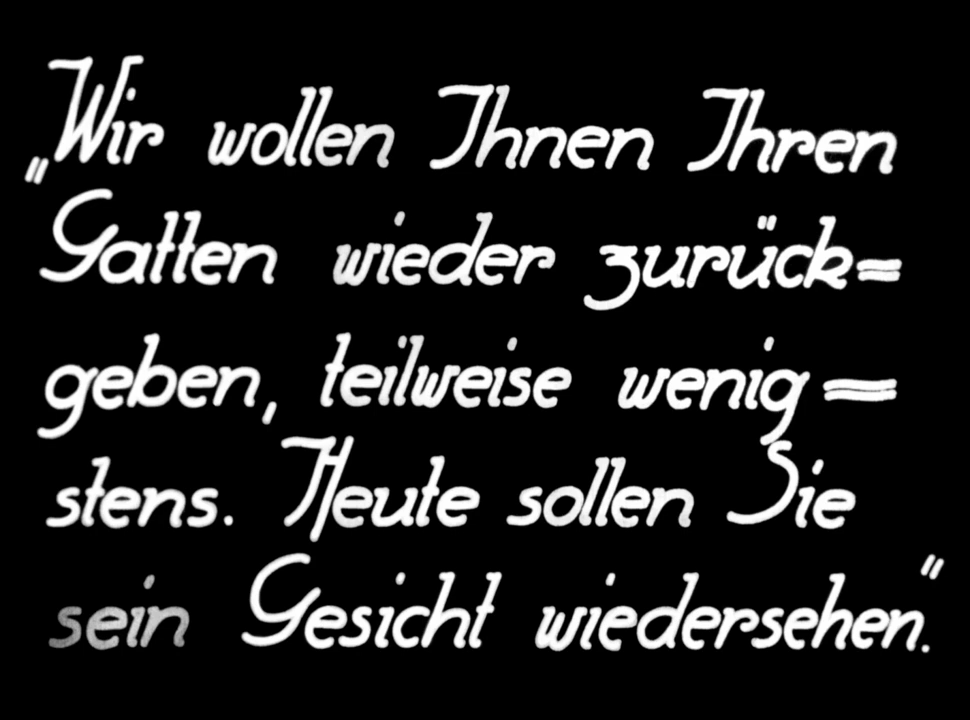 „Wir wollen Ihnen Ihren
Gatten wieder zurück=
geben, teilweise wenig=
stens. Heute sollen Sie
sein Gesicht wiedersehen.“